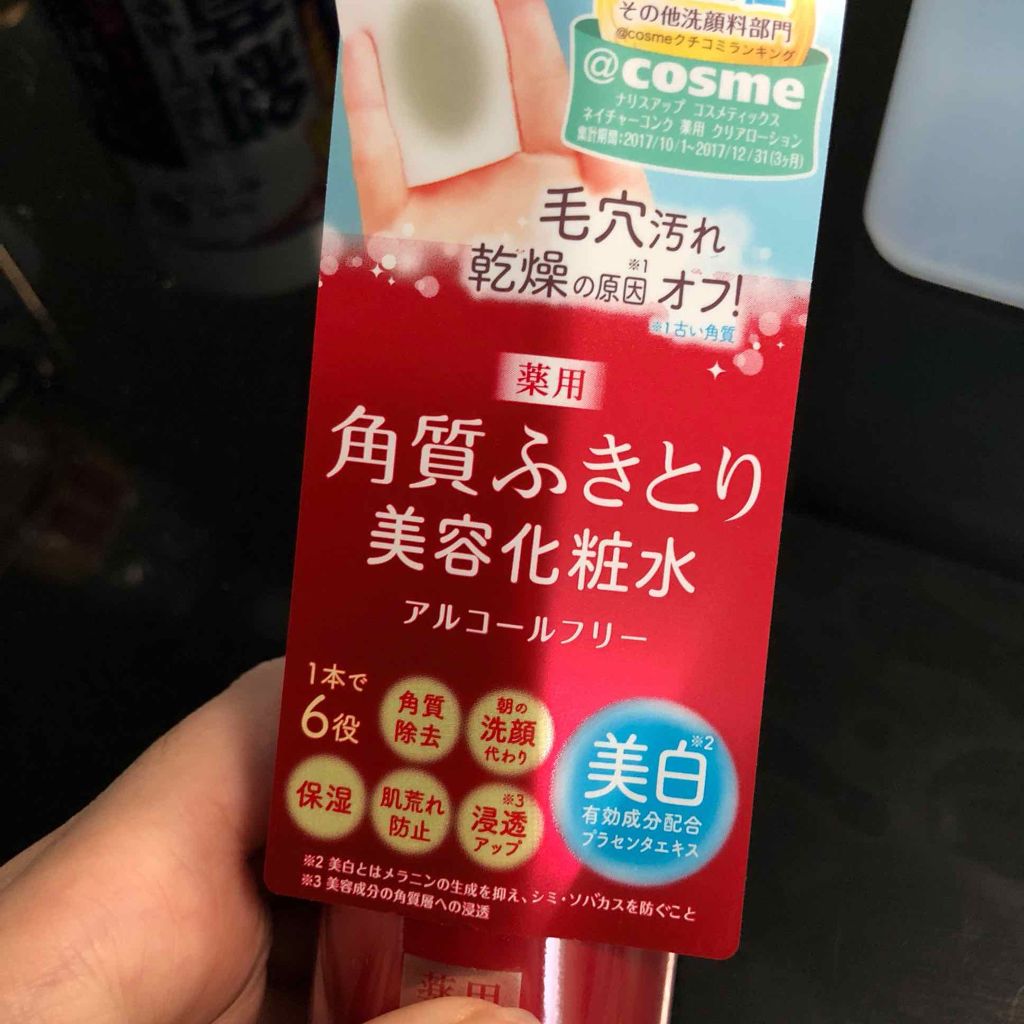 その他洗顔料部門
@cosmeクチコミランキング
@cosme
ナリスアップ コスメティックス
ネイチャーコンク 薬用 クリアローション
集計期間:2017/10/1~2017/12/31(3ヶ月)
毛穴汚れ
乾燥の原因※1オフ!
※1古い角質
薬用
角質ふきとり
美容化粧水
アルコールフリー
1本で
6役
角質
除去
朝の
洗顔
代わり
保湿
肌荒れ
防止
※3
浸透
アップ
美白※2
有効成分配合
プラセンタエキス
※2 美白とはメラニンの生成を抑え、シミ・ソバカスを防ぐこと
※3 美容成分の角質層への浸透
薬用